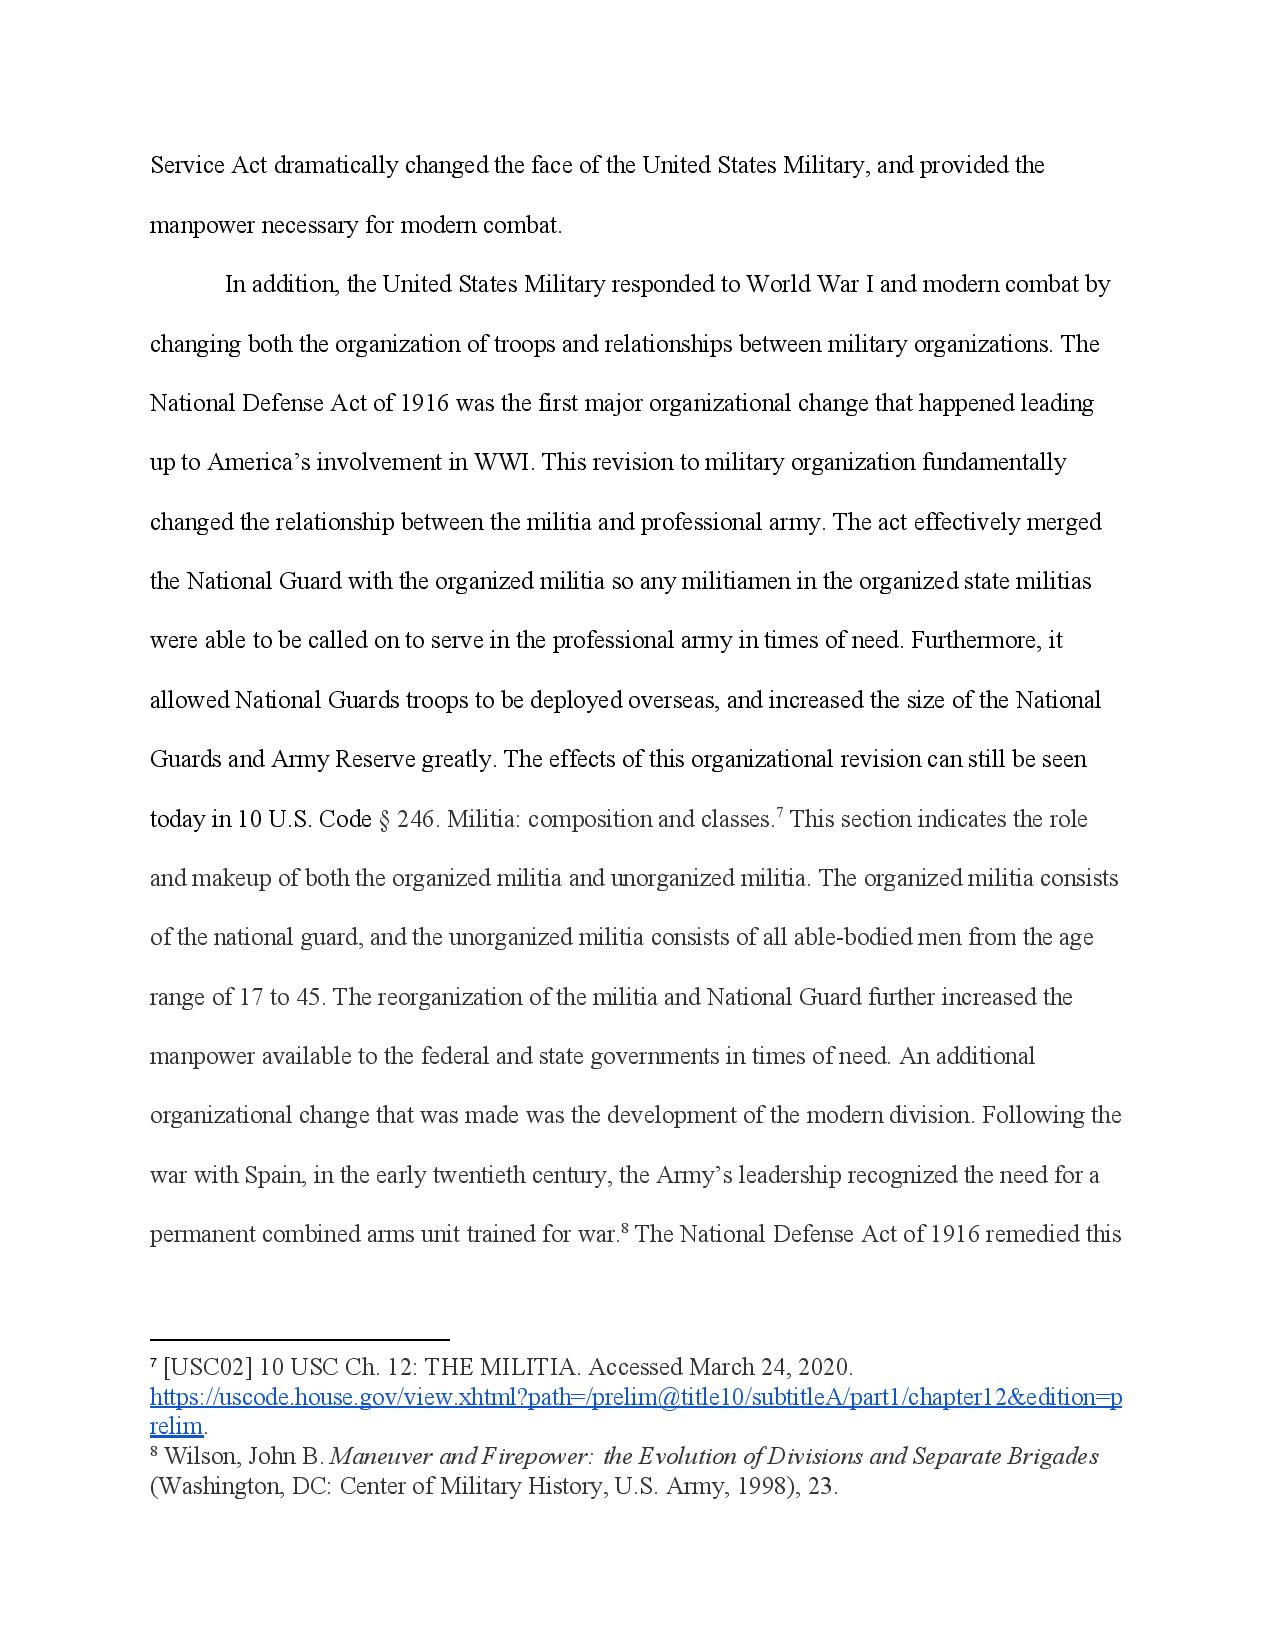 Service Act dramatically changed the face of the United States Military, and provided the
manpower necessary for modern combat.
In addition, the United States Military responded to World War I and modern combat by
changing both the organization of troops and relationships between military organizations. The
National Defense Act of 1916 was the first major organizational change that happened leading
up to America’s involvement in WWI. This revision to military organization fundamentally
changed the relationship between the militia and professional army. The act effectively merged
the National Guard with the organized militia so any militiamen in the organized state militias
were able to be called on to serve in the professional army in times of need. Furthermore, it
allowed National Guards troops to be deployed overseas, and increased the size of the National
Guards and Army Reserve greatly. The effects of this organizational revision can still be seen
today in 10 U.S. Code § 246. Militia: composition and classes.⁷ This section indicates the role
and makeup of both the organized militia and unorganized militia. The organized militia consists
of the national guard, and the unorganized militia consists of all able-bodied men from the age
range of 17 to 45. The reorganization of the militia and National Guard further increased the
manpower available to the federal and state governments in times of need. An additional
organizational change that was made was the development of the modern division. Following the
war with Spain, in the early twentieth century, the Army’s leadership recognized the need for a
permanent combined arms unit trained for war.⁸ The National Defense Act of 1916 remedied this
⁷ [USC02] 10 USC Ch. 12: THE MILITIA. Accessed March 24, 2020.
https://uscode.house.gov/view.xhtml?path=/prelim@title10/subtitleA/part1/chapter12&edition=p
relim.
⁸ Wilson, John B. Maneuver and Firepower: the Evolution of Divisions and Separate Brigades
(Washington, DC: Center of Military History, U.S. Army, 1998), 23.